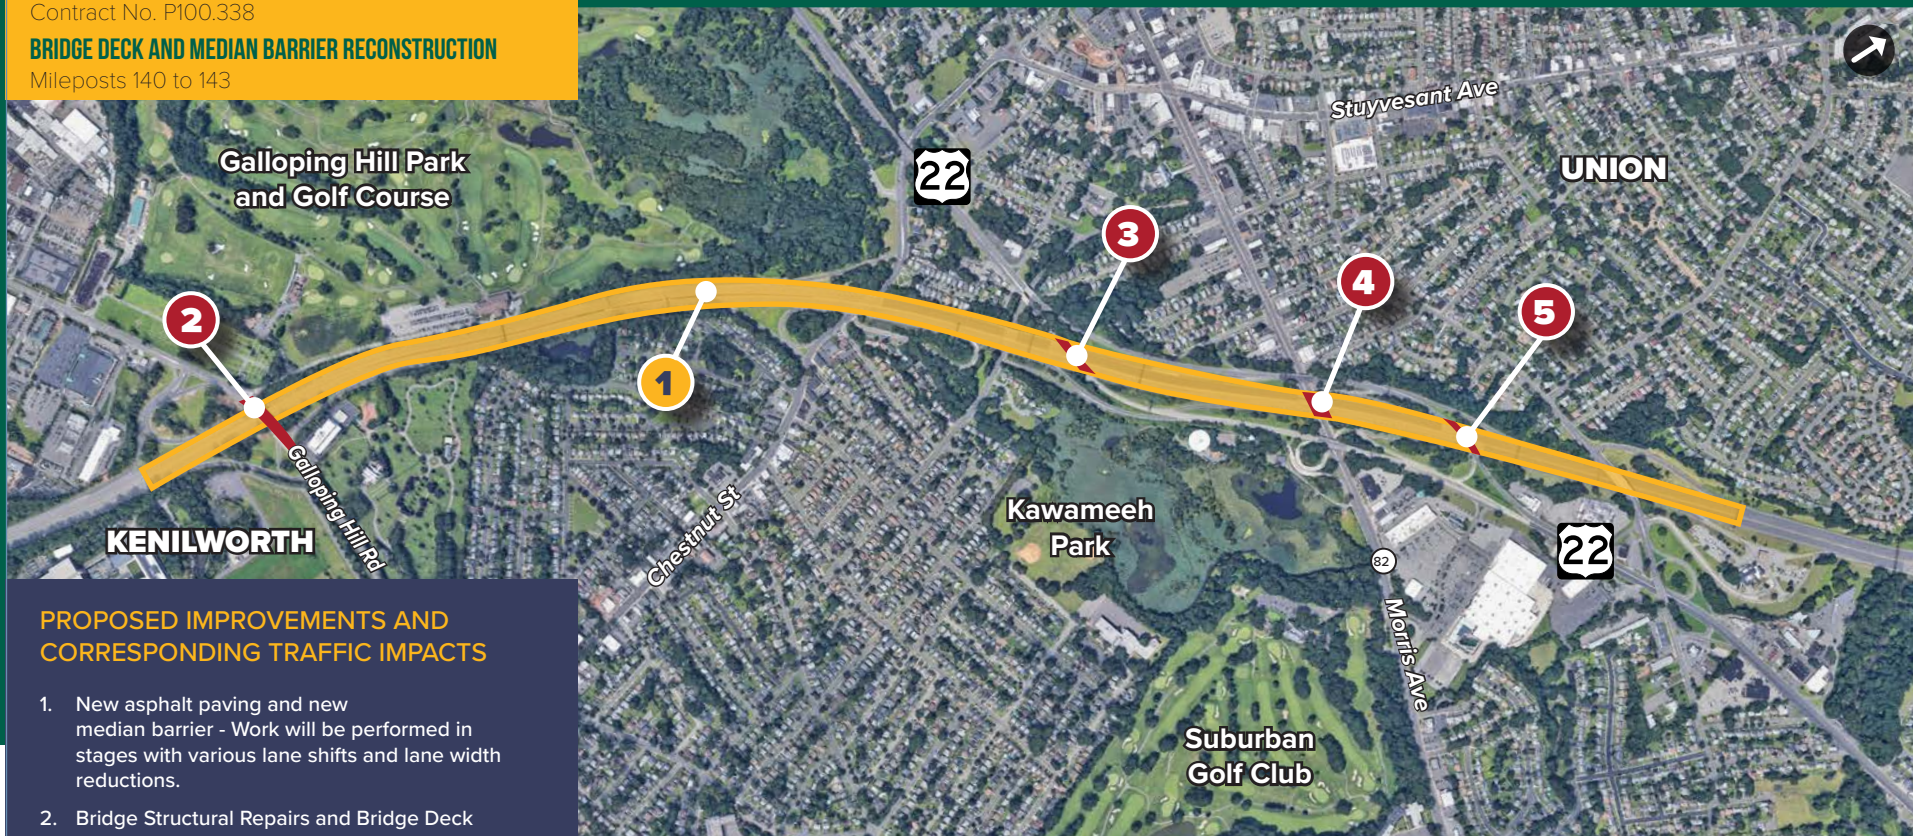 Contract No. P100.338
BRIDGE DECK AND MEDIAN BARRIER RECONSTRUCTION
Mileposts 140 to 143
Stuyvesant Ave
Galloping Hill Park
and Golf Course
UNION
22
3
4
5
2
1
Galloping Hill Rd
KENILWORTH
Chestnut St
Kawameeh
Park
22
82
Morris Ave
Suburban
Golf Club
PROPOSED IMPROVEMENTS AND
CORRESPONDING TRAFFIC IMPACTS
1. New asphalt paving and new
median barrier - Work will be performed in
stages with various lane shifts and lane width
reductions.
2. Bridge Structural Repairs and Bridge Deck